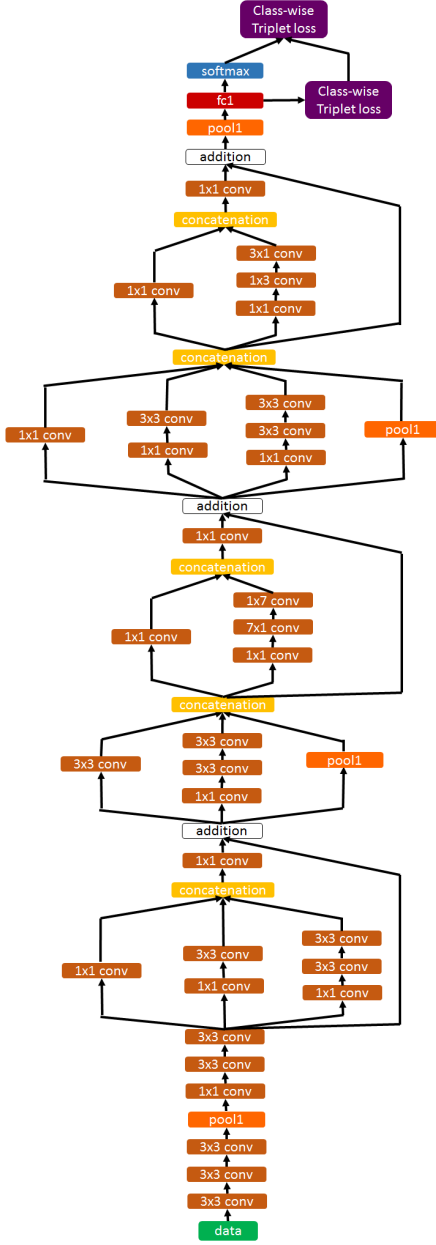 Class-wise
Triplet loss
softmax
fc1
Class-wise
Triplet loss
pool1
addition
1x1 conv
concatenation
3x1 conv
1x3 conv
1x1 conv
1x1 conv
concatenation
3x3 conv
3x3 conv
1x1 conv
3x3 conv
pool1
1x1 conv
1x1 conv
addition
1x1 conv
concatenation
1x7 conv
1x1 conv
7x1 conv
1x1 conv
concatenation
3x3 conv
3x3 conv
3x3 conv
pool1
1x1 conv
addition
1x1 conv
concatenation
3x3 conv
3x3 conv
1x1 conv
3x3 conv
1x1 conv
1x1 conv
3x3 conv
3x3 conv
1x1 conv
pool1
3x3 conv
3x3 conv
3x3 conv
data